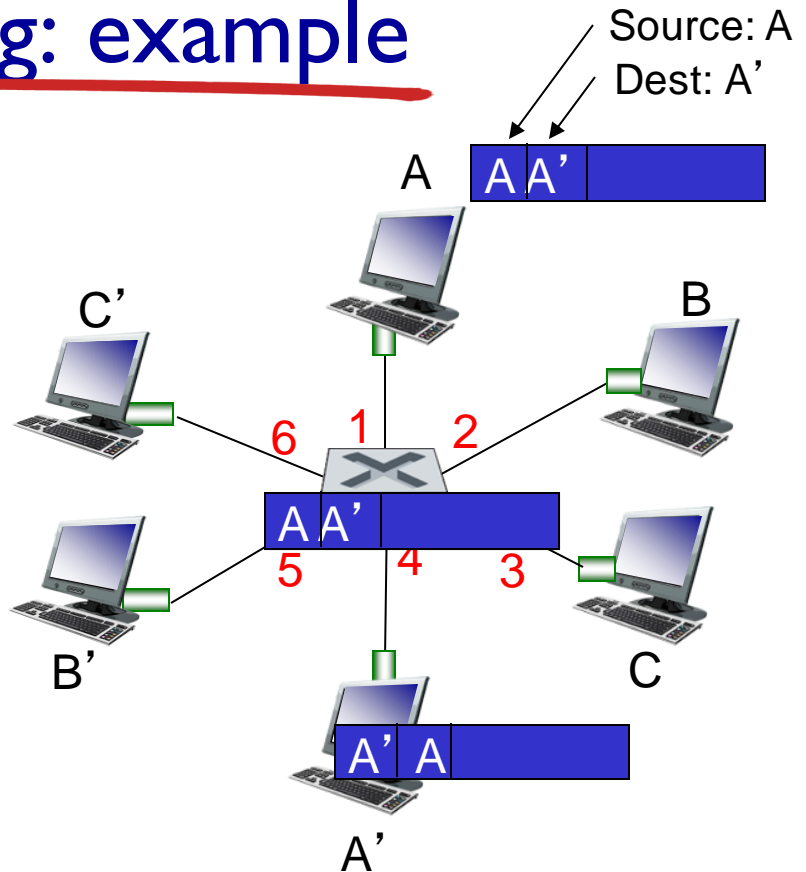 g: example
Source: A
Dest: A’
A
A A’
C’
B
1
2
6
A A’
5
4
3
B’
C
A’ A
A’